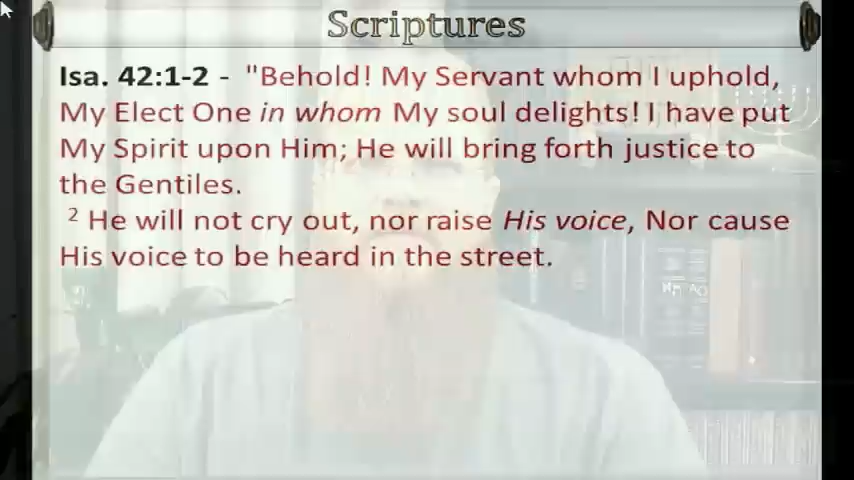 Scriptures
Isa. 42:1-2 - "Behold! My Servant whom I uphold,
My Elect One in whom My soul delights! I have put
My Spirit upon Him; He will bring forth justice to
the Gentiles.
2 He will not cry out, nor raise His voice, Nor cause
His voice to be heard in the street.